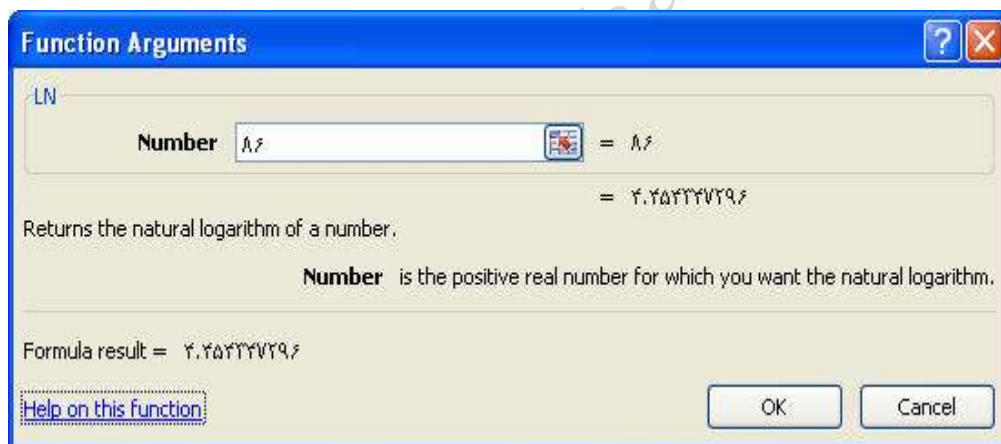 Function Arguments
LN
Number ۸۶ = ۸۶
= ۴.۴۵۴۳۴۷۲۹۶
Returns the natural logarithm of a number.
Number is the positive real number for which you want the natural logarithm.
Formula result = ۴.۴۵۴۳۴۷۲۹۶
Help on this function
OK Cancel